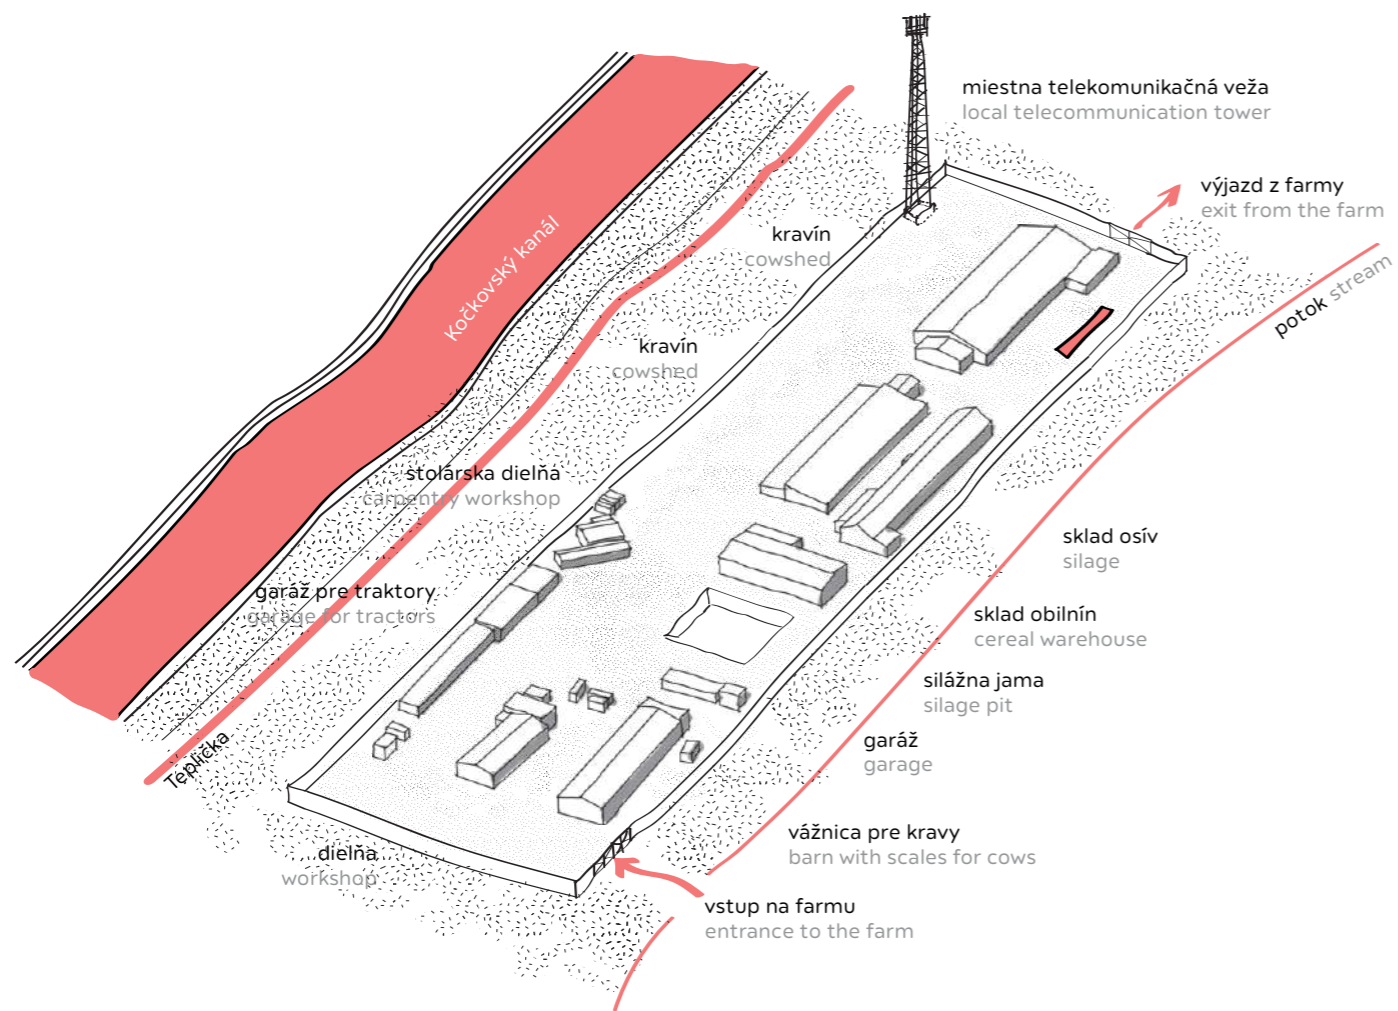 miestna telekomunikačná veža
local telecommunication tower
výjazd z farmy
exit from the farm
kravín
cowshed
Kočkovský kanál
potok stream
kravín
cowshed
stolárska dielňa
carpentry workshop
sklad osív
silage
garáž pre traktory
garage for tractors
sklad obilnín
cereal warehouse
silážna jama
silage pit
garáž
garage
Teplička
vážnica pre kravy
barn with scales for cows
dielňa
workshop
vstup na farmu
entrance to the farm